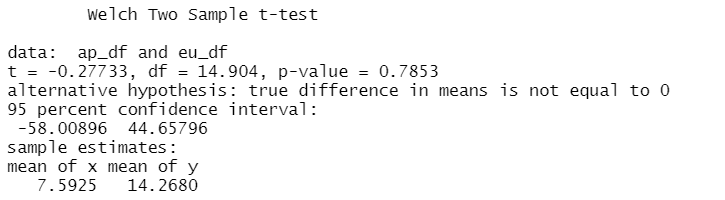 Welch Two Sample t-test
data: ap_df and eu_df
t = -0.27733, df = 14.904, p-value = 0.7853
alternative hypothesis: true difference in means is not equal to 0
95 percent confidence interval:
-58.00896 44.65796
sample estimates:
mean of x mean of y
7.5925 14.2680